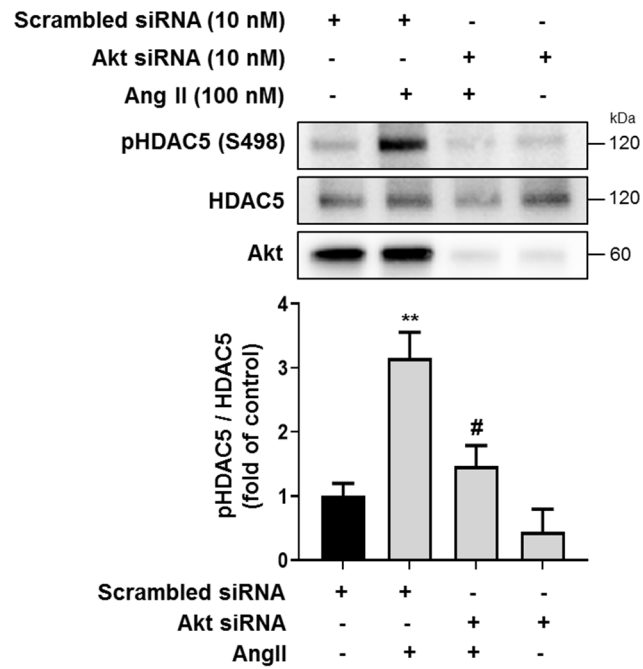 Scrambled siRNA (10 nM) + + - -
Akt siRNA (10 nM) - - + +
Ang II (100 nM) - + + -
kDa
pHDAC5 (S498) 120
HDAC5 120
Akt 60
pHDAC5 / HDAC5
(fold of control)
4
3
2
1
0
**
#
Scrambled siRNA + + - -
Akt siRNA - - + +
AngII - + + -